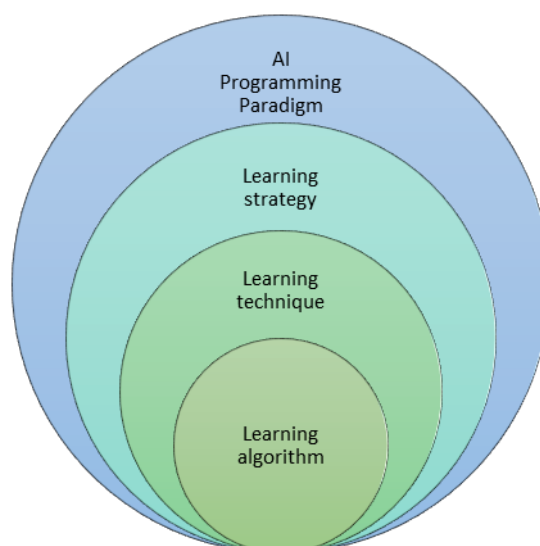 AI
Programming
Paradigm
Learning
strategy
Learning
technique
Learning
algorithm